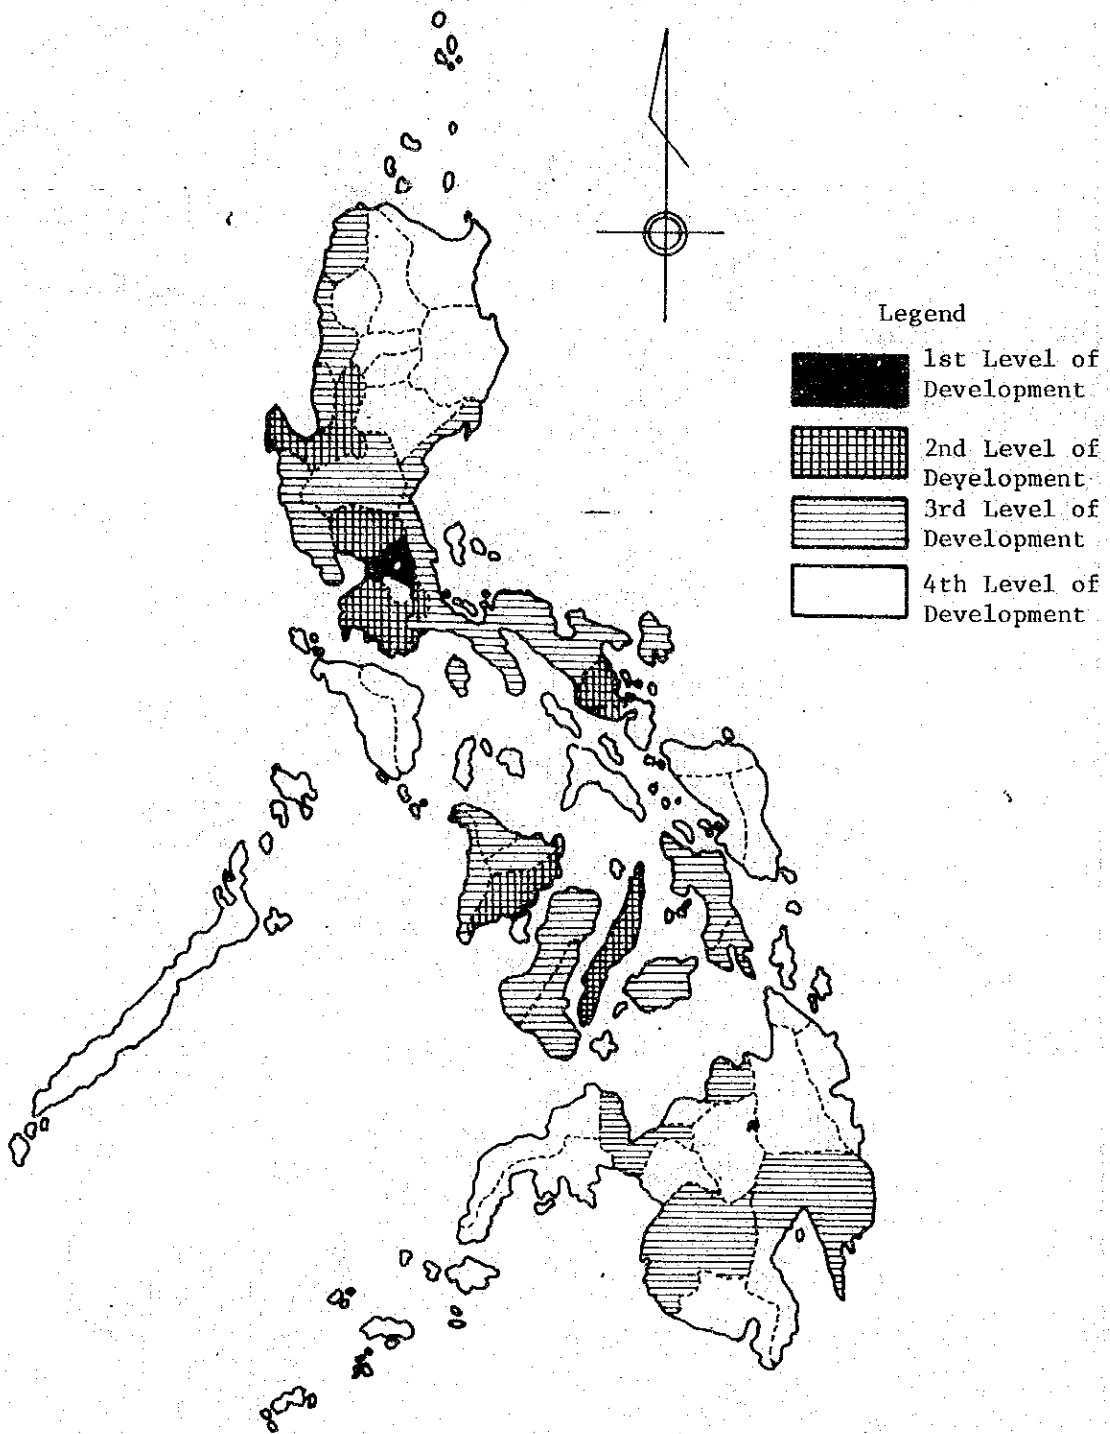 Legend
1st Level of
Development
2nd Level of
Development
3rd Level of
Development
4th Level of
Development